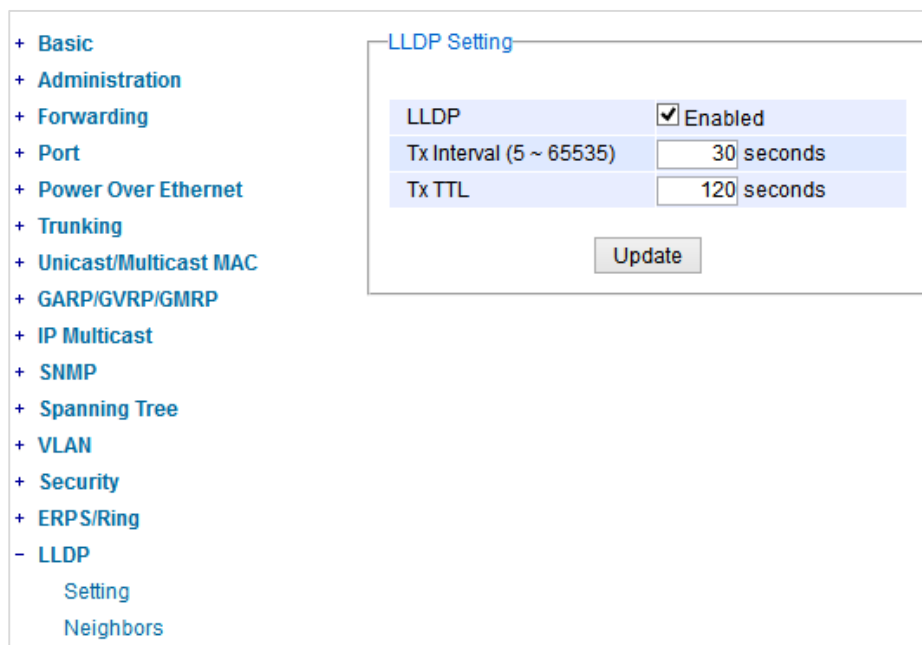 + Basic
+ Administration
+ Forwarding
+ Port
+ Power Over Ethernet
+ Trunking
+ Unicast/Multicast MAC
+ GARP/GVRP/GMRP
+ IP Multicast
+ SNMP
+ Spanning Tree
+ VLAN
+ Security
+ ERPS/Ring
− LLDP
Setting
Neighbors
LLDP Setting
LLDP Enabled
Tx Interval (5 ~ 65535) 30 seconds
Tx TTL 120 seconds
Update